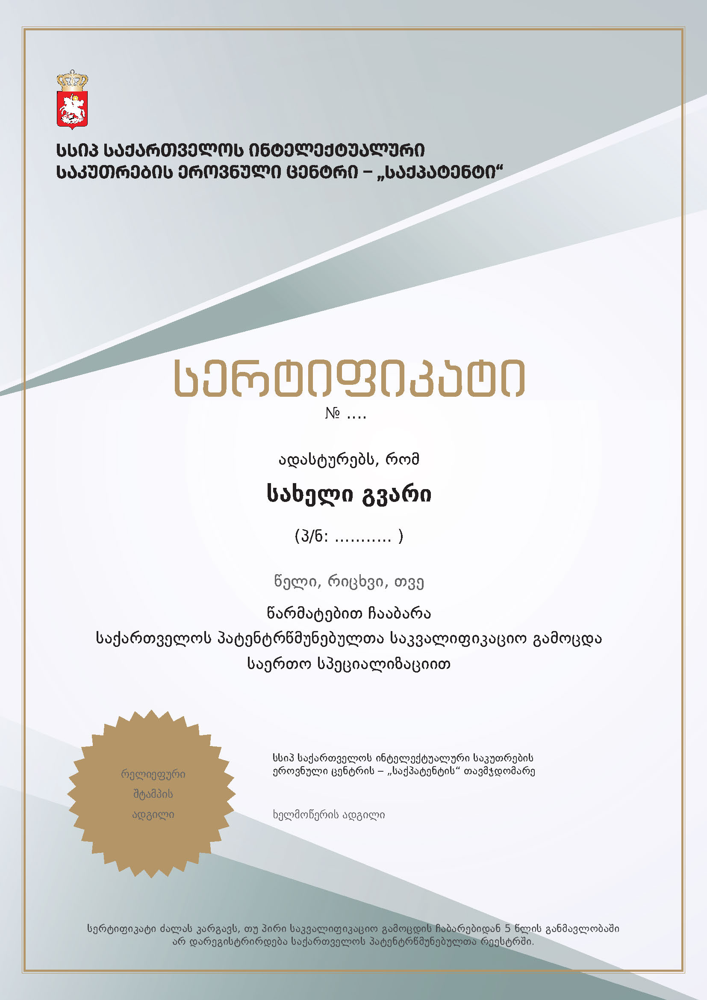 სსიპ საქართველოს ინტელექტუალური
საკუთრების ეროვნული ცენტრი – „საქპატენტი“
სერტიფიკატი
№ ....
ადასტურებს, რომ
სახელი გვარი
(პ/ნ: ........... )
წელი, რიცხვი, თვე
წარმატებით ჩააბარა
საქართველოს პატენტრწმუნებულთა საკვალიფიკაციო გამოცდა
საერთო სპეციალიზაციით
რელიეფური
შტამპის
ადგილი
სსიპ საქართველოს ინტელექტუალური საკუთრების
ეროვნული ცენტრის – „საქპატენტის“ თავმჯდომარე
ხელმოწერის ადგილი
სერტიფიკატი ძალას კარგავს, თუ პირი საკვალიფიკაციო გამოცდის ჩაბარებიდან 5 წლის განმავლობაში
არ დარეგისტრირდება საქართველოს პატენტრწმუნებულთა რეესტრში.